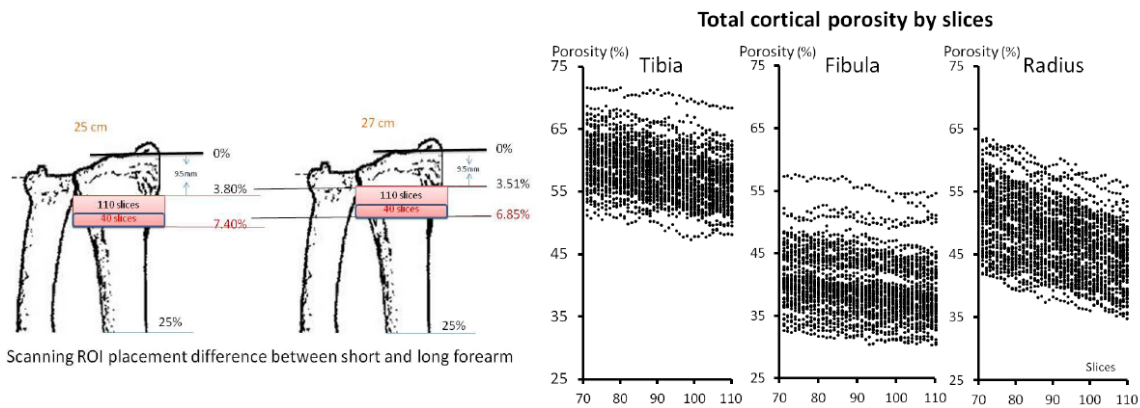 Total cortical porosity by slices
25 cm
0%
95mm
3.80%
110 slices
40 slices
7.40%
25%
27 cm
0%
9.5mm
3.51%
110 slices
40 slices
6.85%
25%
Scanning ROI placement difference between short and long forearm
Porosity (%)
Tibia
75
65
55
45
35
25
70 80 90 100 110
Porosity (%)
Fibula
75
65
55
45
35
25
70 80 90 100 110
Porosity (%)
Radius
75
65
55
45
35
25
Slices
70 80 90 100 110